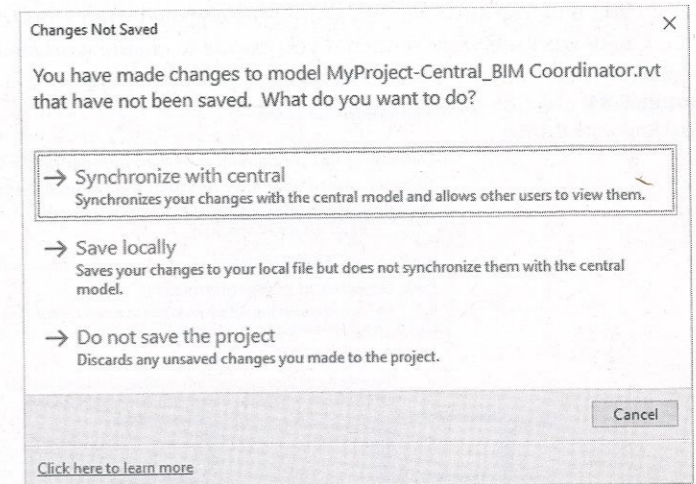 Changes Not Saved
You have made changes to model MyProject-Central_BIM Coordinator.rvt
that have not been saved. What do you want to do?
Synchronize with central
Synchronizes your changes with the central model and allows other users to view them.
Save locally
Saves your changes to your local file but does not synchronize them with the central
model.
Do not save the project
Discards any unsaved changes you made to the project.
Cancel
Click here to learn more